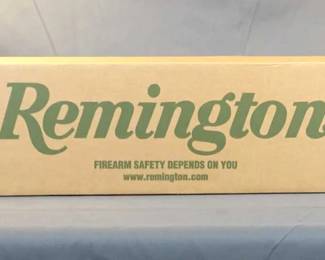 Remington
FIREARM SAFETY DEPENDS ON YOU
www.remington.com